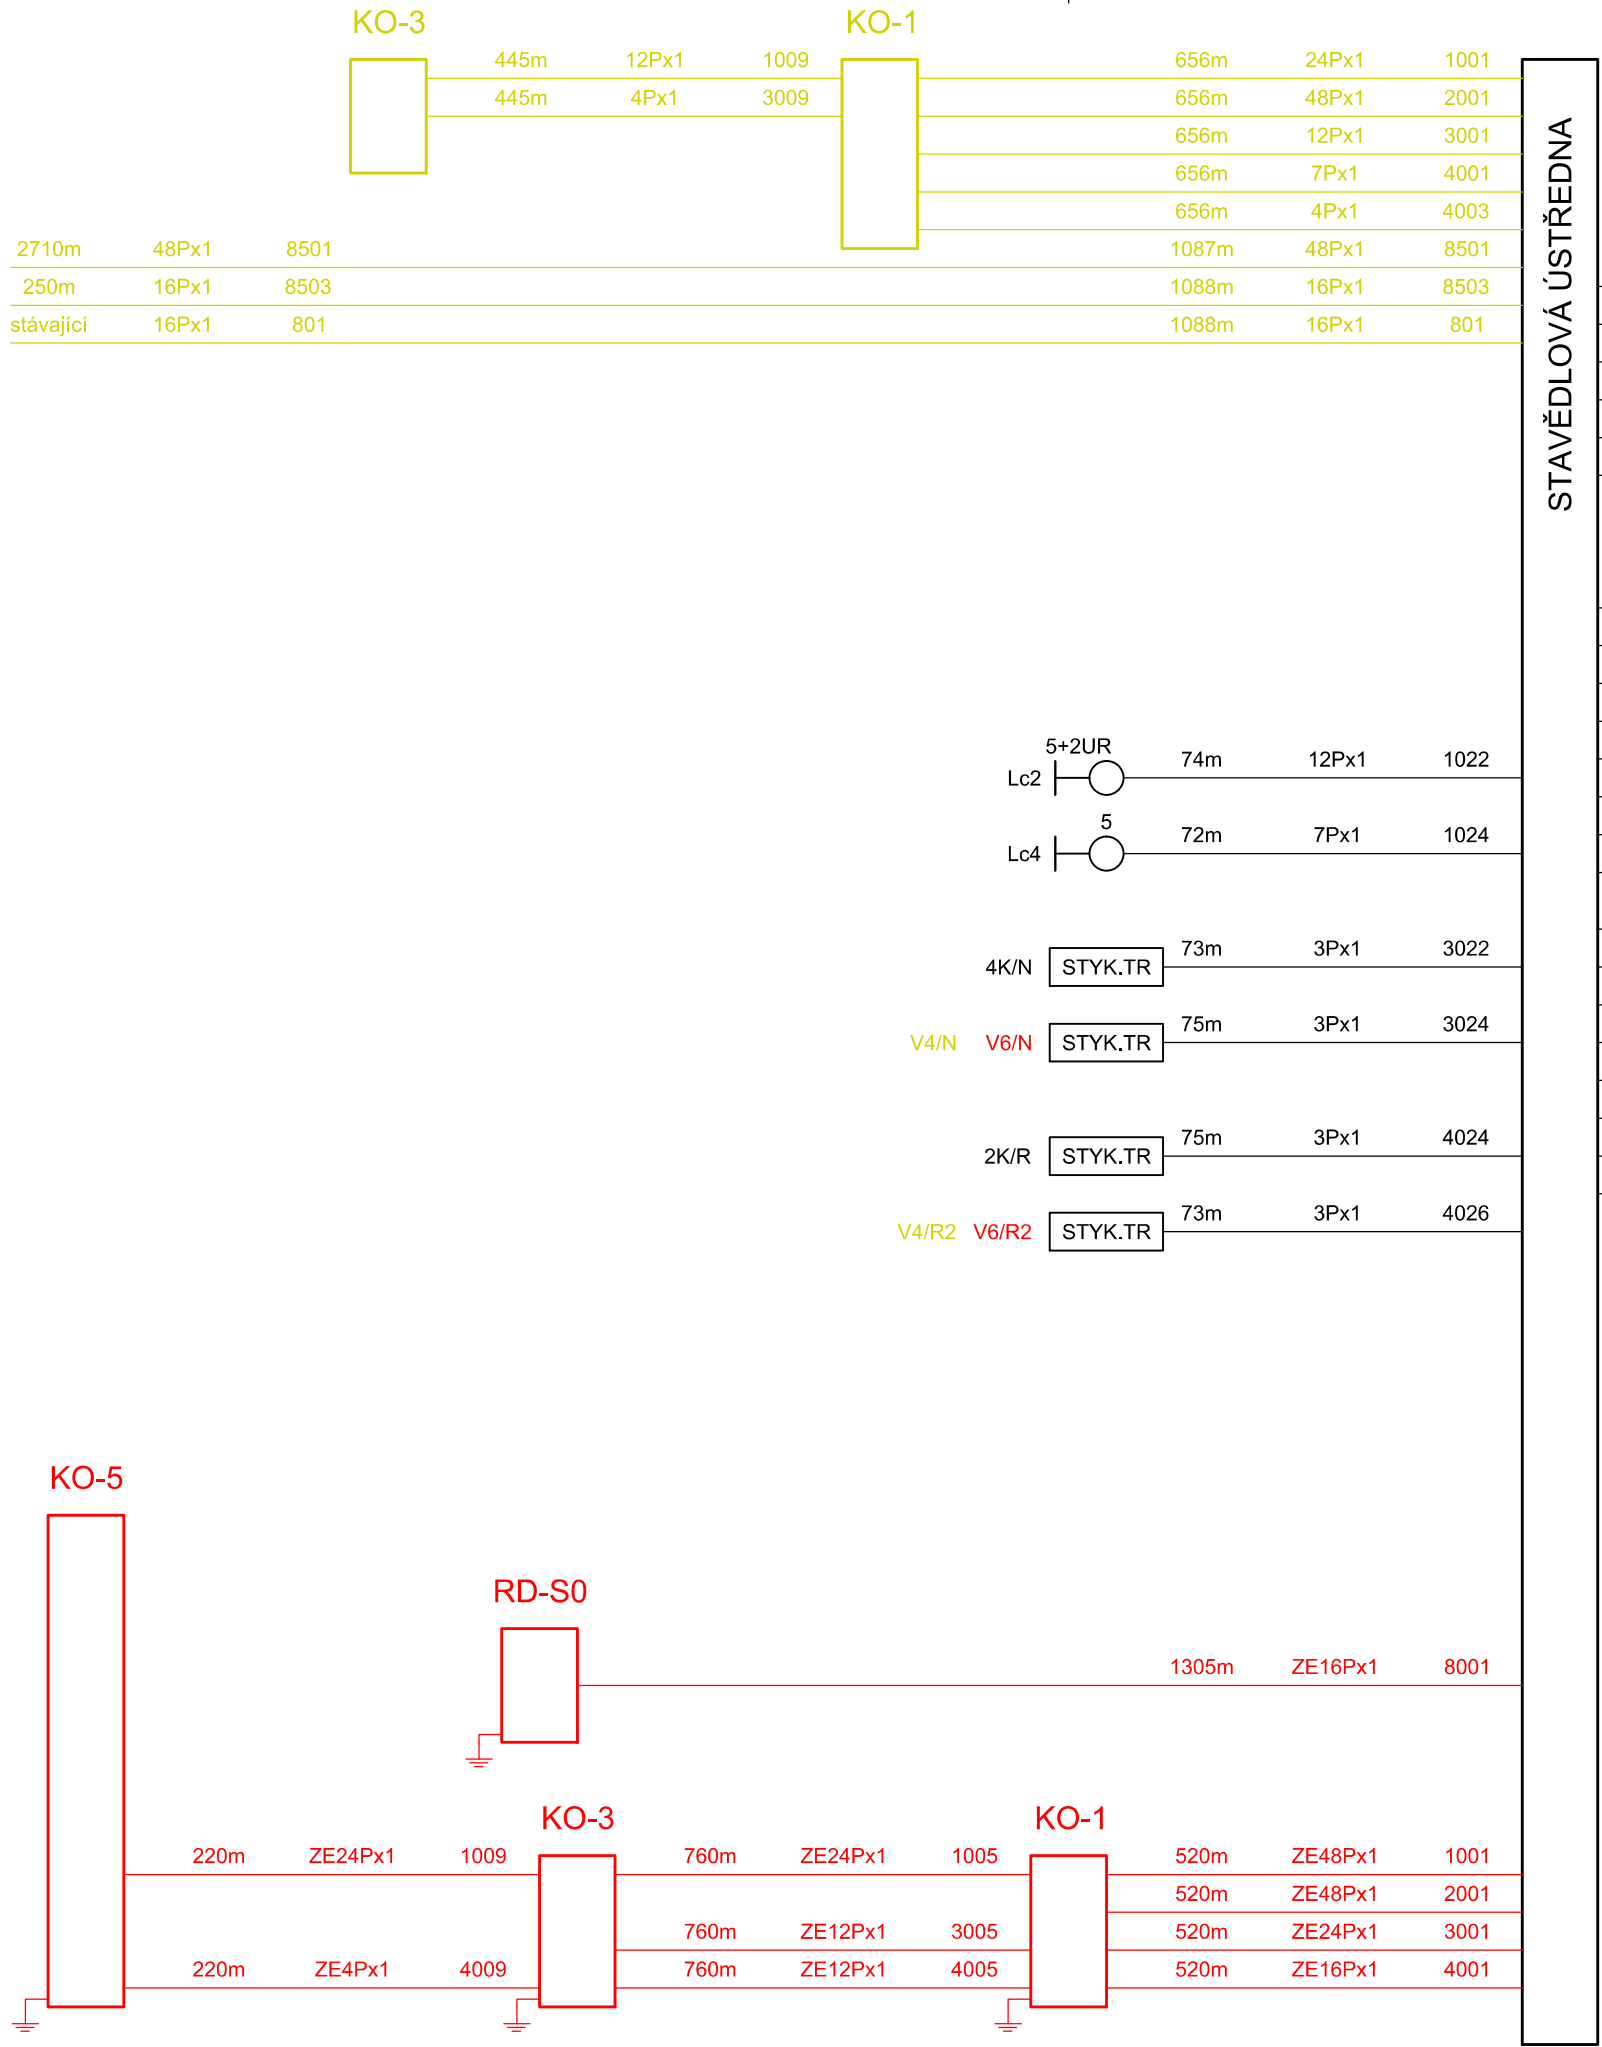 KO-3 KO-1
445m 12Px1 1009 656m 24Px1 1001
445m 4Px1 3009 656m 48Px1 2001
656m 12Px1 3001
656m 7Px1 4001
656m 4Px1 4003
2710m 48Px1 8501 1087m 48Px1 8501
250m 16Px1 8503 1088m 16Px1 8503
stávající 16Px1 801 1088m 16Px1 801
STAVĚDLOVÁ ÚSTŘEDNA
5+2UR
Lc2 74m 12Px1 1022
5
Lc4 72m 7Px1 1024
4K/N STYK.TR 73m 3Px1 3022
V4/N V6/N STYK.TR 75m 3Px1 3024
2K/R STYK.TR 75m 3Px1 4024
V4/R2 V6/R2 STYK.TR 73m 3Px1 4026
KO-5
RD-S0
1305m ZE16Px1 8001
KO-3 KO-1
220m ZE24Px1 1009 760m ZE24Px1 1005 520m ZE48Px1 1001
520m ZE48Px1 2001
760m ZE12Px1 3005 520m ZE24Px1 3001
220m ZE4Px1 4009 760m ZE12Px1 4005 520m ZE16Px1 4001